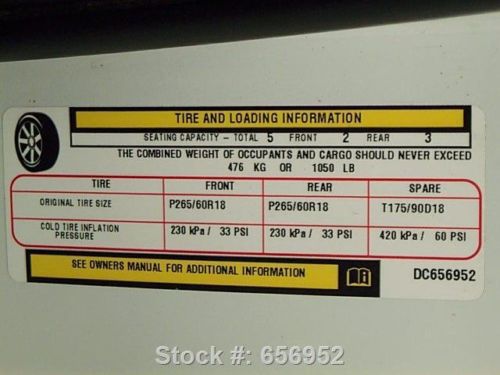 TIRE AND LOADING INFORMATION
SEATING CAPACITY - TOTAL 5 FRONT 2 REAR 3
THE COMBINED WEIGHT OF OCCUPANTS AND CARGO SHOULD NEVER EXCEED
476 KG OR 1050 LB
TIRE FRONT REAR SPARE
ORIGINAL TIRE SIZE P265/60R18 P265/60R18 T175/90D18
COLD TIRE INFLATION PRESSURE 230 kPa / 33 PSI 230 kPa / 33 PSI 420 kPa / 60 PSI
SEE OWNERS MANUAL FOR ADDITIONAL INFORMATION DC656952
Stock #: 656952